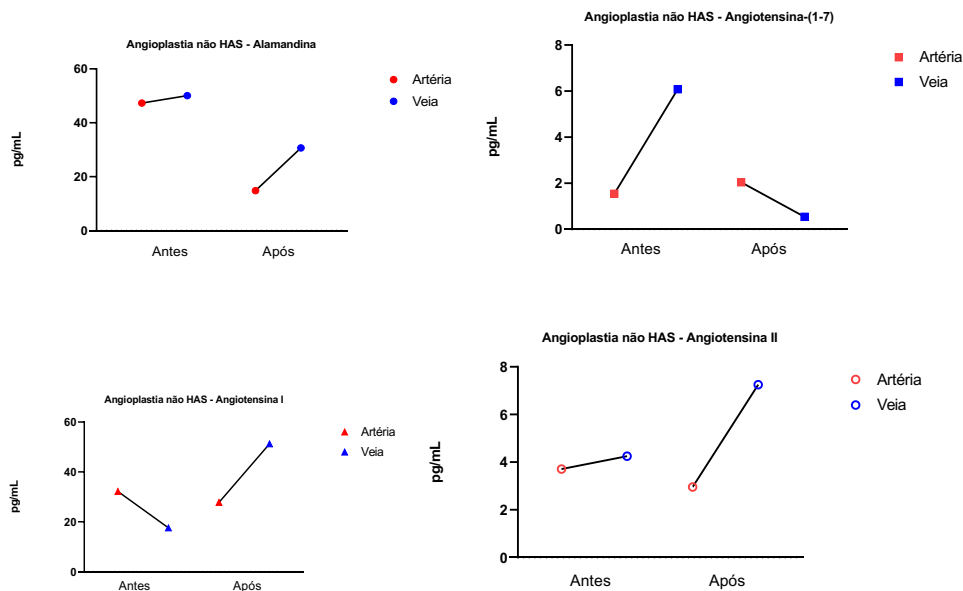 Angioplastia não HAS - Alamandina
60
40
20
0
pg/mL
Antes
Após
Artéria
Veia
Angioplastia não HAS - Angiotensina-(1-7)
8
6
4
2
0
pg/mL
Antes
Após
Artéria
Veia
Angioplastia não HAS - Angiotensina I
60
40
20
0
pg/mL
Antes
Após
Artéria
Veia
Angioplastia não HAS - Angiotensina II
8
6
4
2
0
pg/mL
Antes
Após
Artéria
Veia